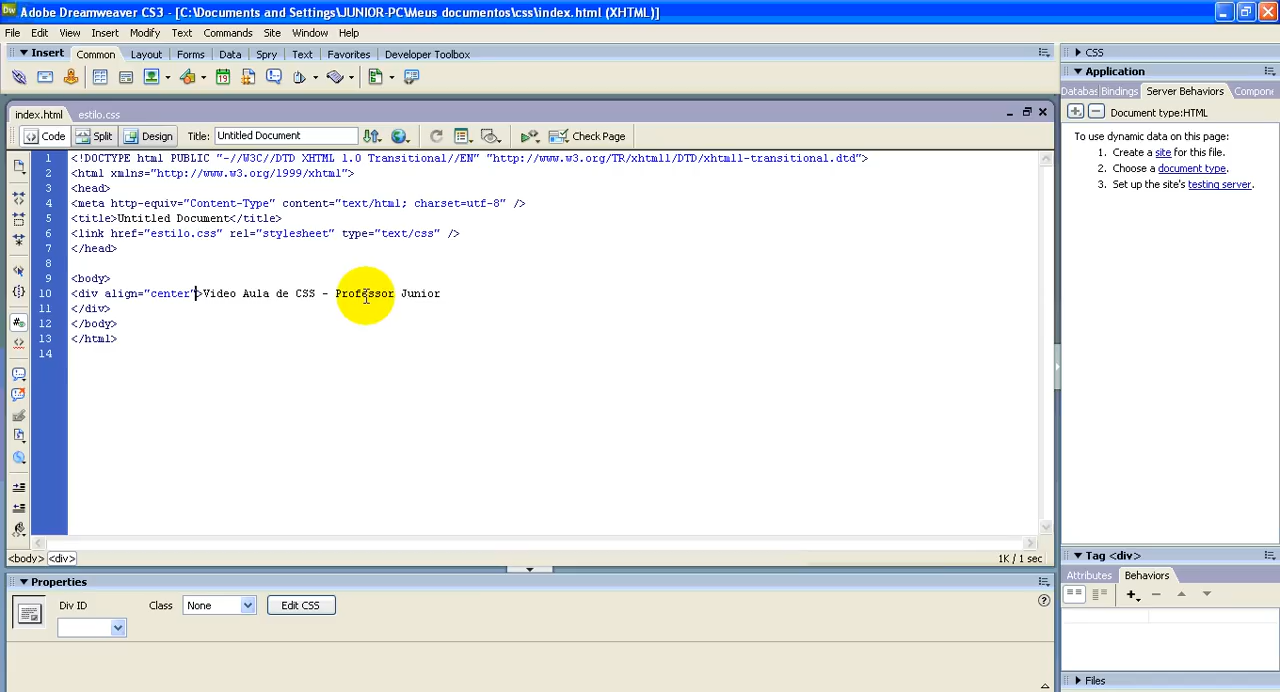 Adobe Dreamweaver CS3 - [C:\Documents and Settings\JUNIOR-PC\Meus documentos\css\index.html (XHTML)]
File Edit View Insert Modify Text Commands Site Window Help
Insert Common Layout Forms Data Spry Text Favorites Developer Toolbox
index.html estilo.css
Code Split Design Title: Untitled Document Check Page
1 <!DOCTYPE html PUBLIC "-//W3C//DTD XHTML 1.0 Transitional//EN" "http://www.w3.org/TR/xhtml1/DTD/xhtml1-transitional.dtd">
2 <html xmlns="http://www.w3.org/1999/xhtml">
3 <head>
4 <meta http-equiv="Content-Type" content="text/html; charset=utf-8" />
5 <title>Untitled Document</title>
6 <link href="estilo.css" rel="stylesheet" type="text/css" />
7 </head>
8
9 <body>
10 <div align="center">Video Aula de CSS - Professor Junior
11 </div>
12 </body>
13 </html>
14
<body> <div> 1K / 1 sec
Properties
Div ID Class None Edit CSS
CSS
Application
Databas Bindings Server Behaviors Compone
Document type:HTML
To use dynamic data on this page:
1. Create a site for this file.
2. Choose a document type.
3. Set up the site's testing server.
Tag <div>
Attributes Behaviors
Files